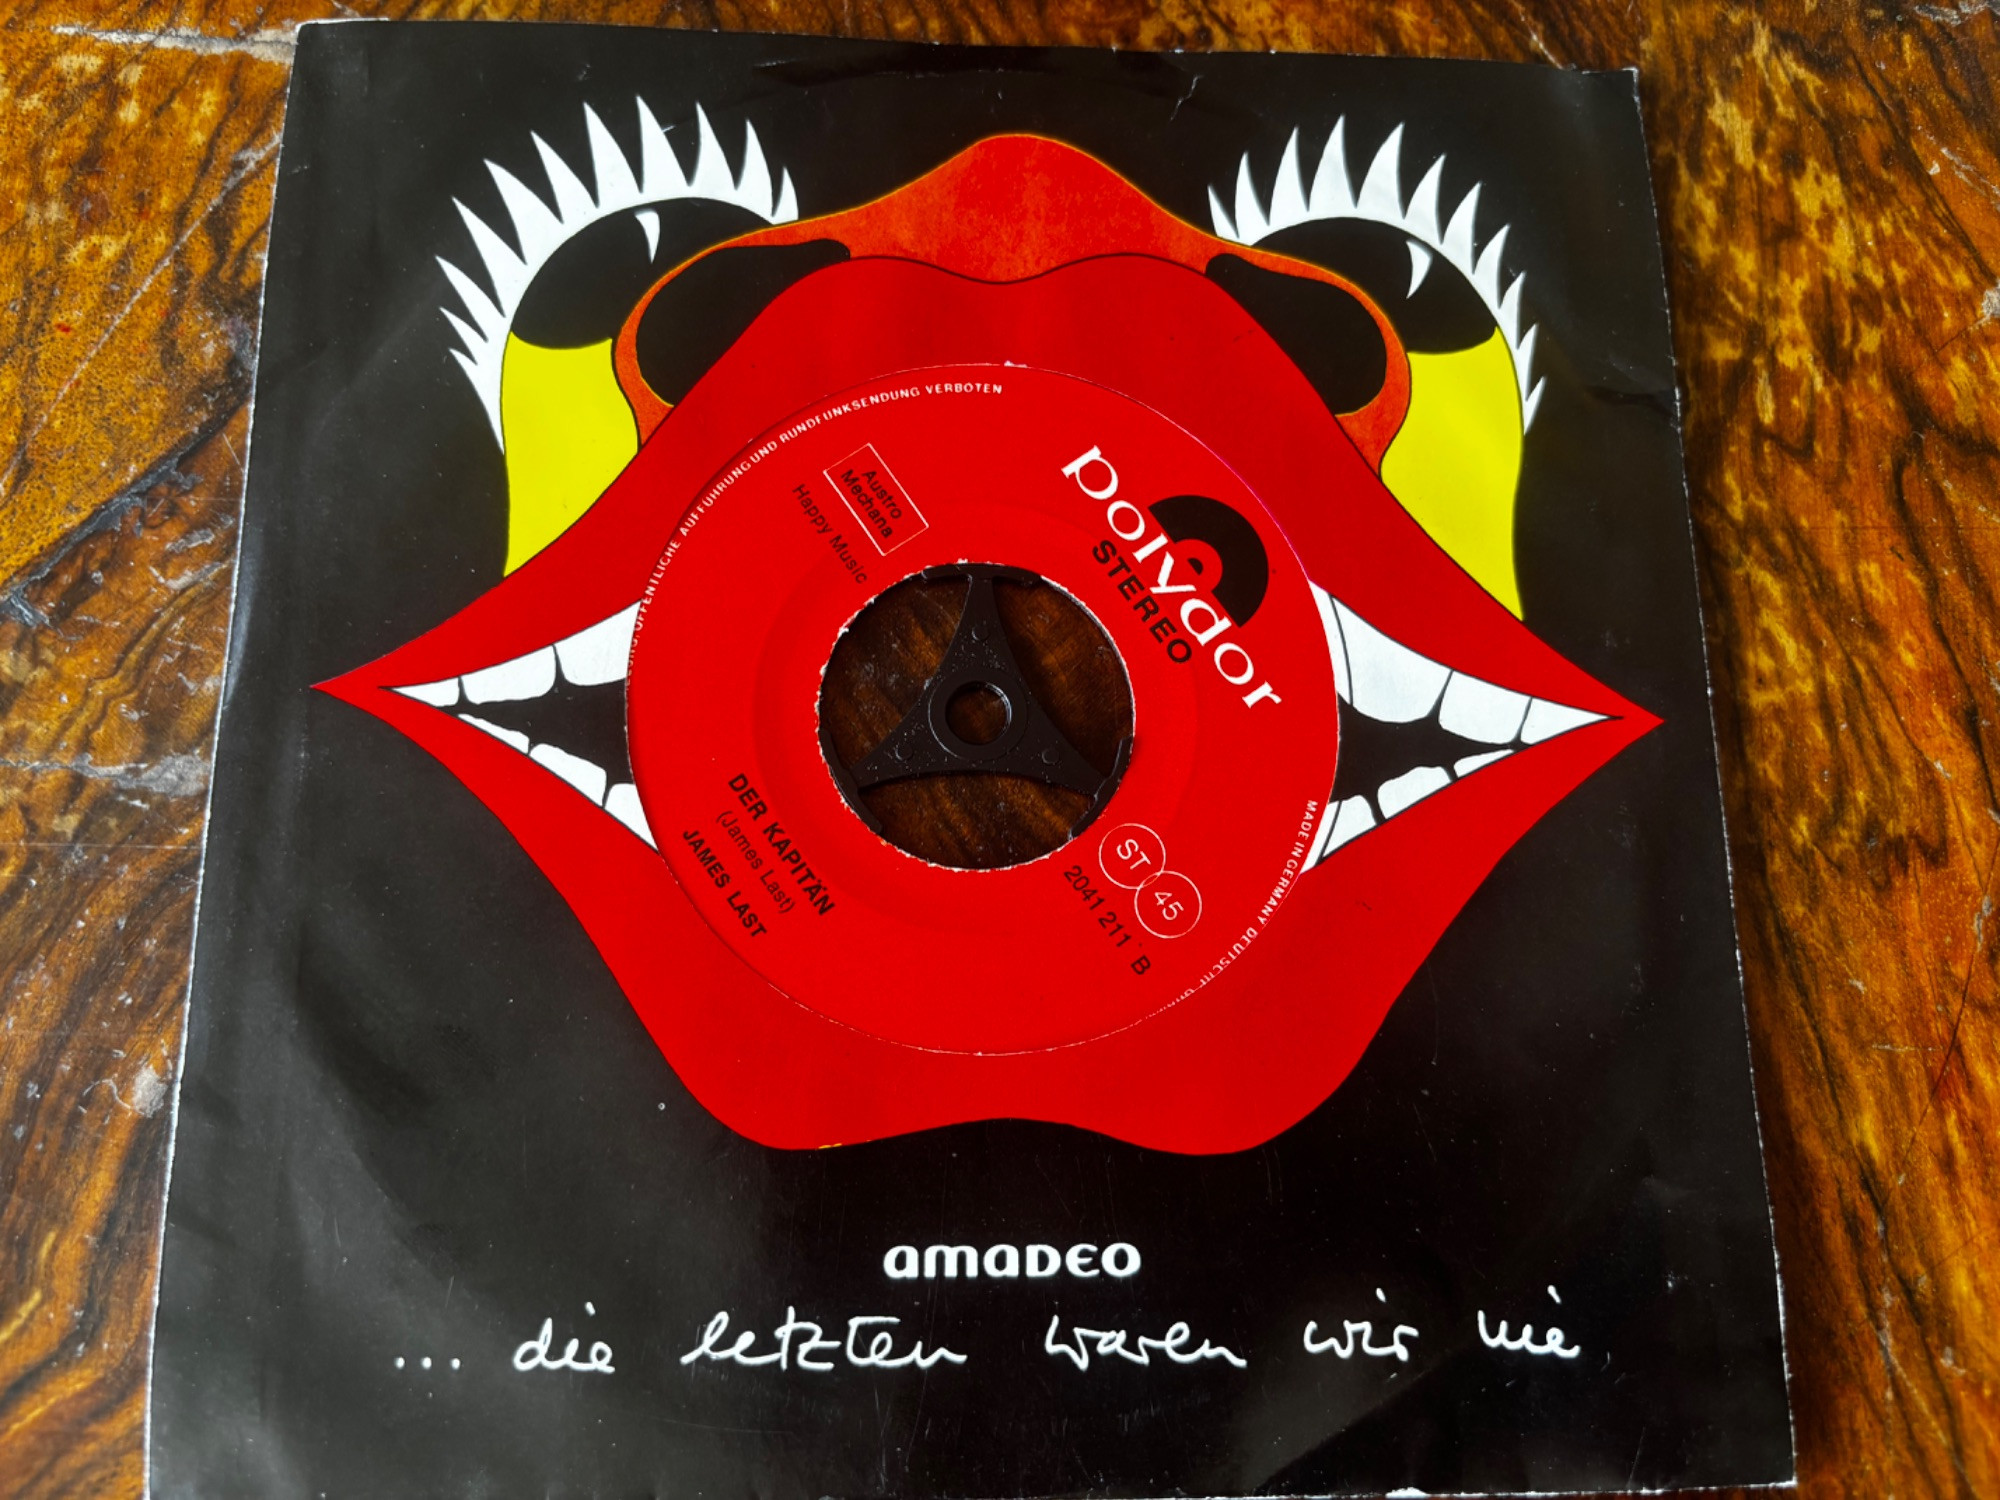 polydor
STEREO
Austro
Mechana
Happy Music
ST 45
2041 211 B
DER KAPITÄN
(James Last)
JAMES LAST
AUFFÜHRUNG UND RUNDFUNKSENDUNG VERBOTEN
MADE IN GERMANY
amadeo
... die letzten waren wir nie